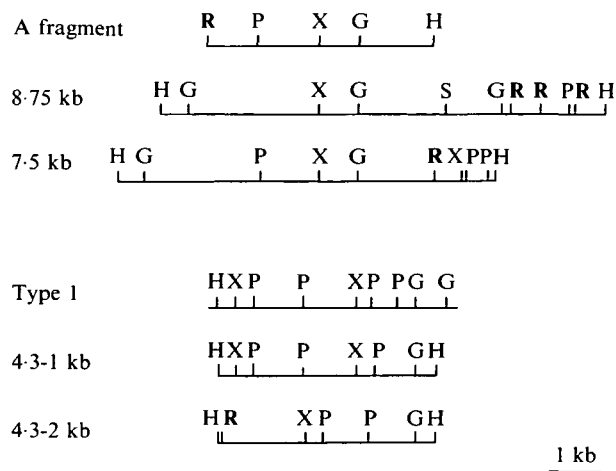 R P X G H
A fragment
H G X G S G R R P R H
8·75 kb
H G P X G R X P P H
7·5 kb
H X P P X P P G G
Type 1
H X P P X P G H
4·3-1 kb
H R X P P G H
4·3-2 kb
1 kb